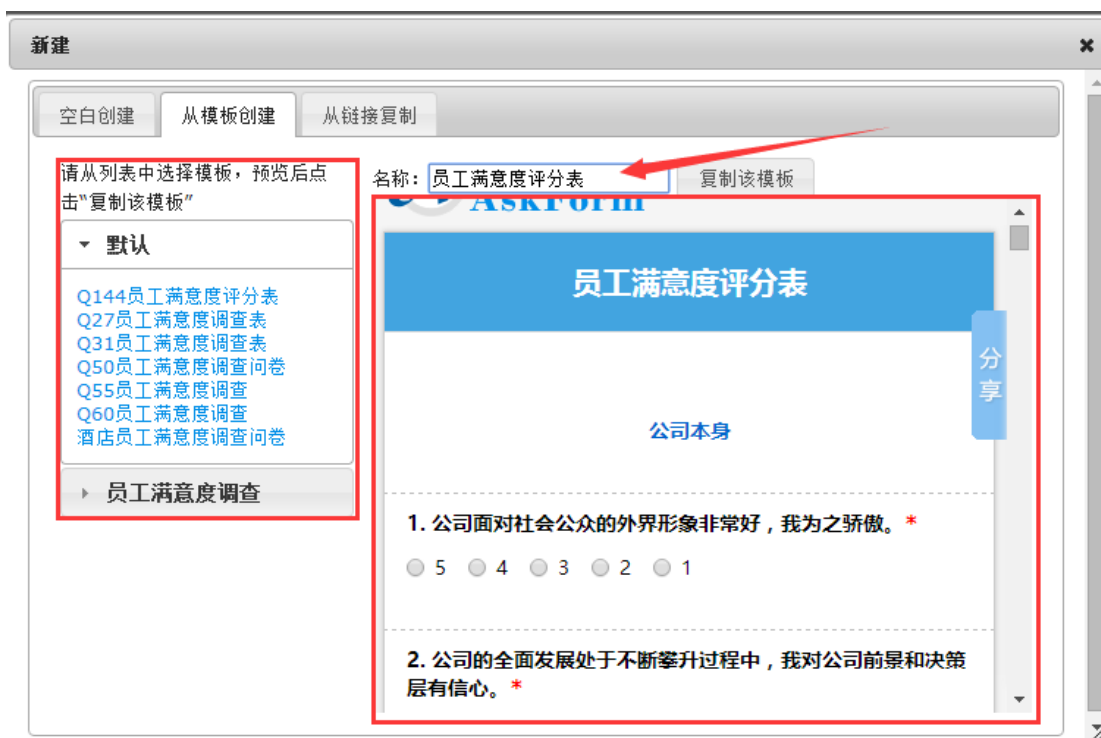 新建
空白创建
从模板创建
从链接复制
请从列表中选择模板，预览后点
击"复制该模板"
名称：
员工满意度评分表
复制该模板
默认
Q144员工满意度评分表
Q27员工满意度调查表
Q31员工满意度调查表
Q50员工满意度调查问卷
Q55员工满意度调查
Q60员工满意度调查
酒店员工满意度调查问卷
员工满意度调查
AskForm
员工满意度评分表
分享
公司本身
1. 公司面对社会公众的外界形象非常好，我为之骄傲。*
5 4 3 2 1
2. 公司的全面发展处于不断攀升过程中，我对公司前景和决策
层有信心。*